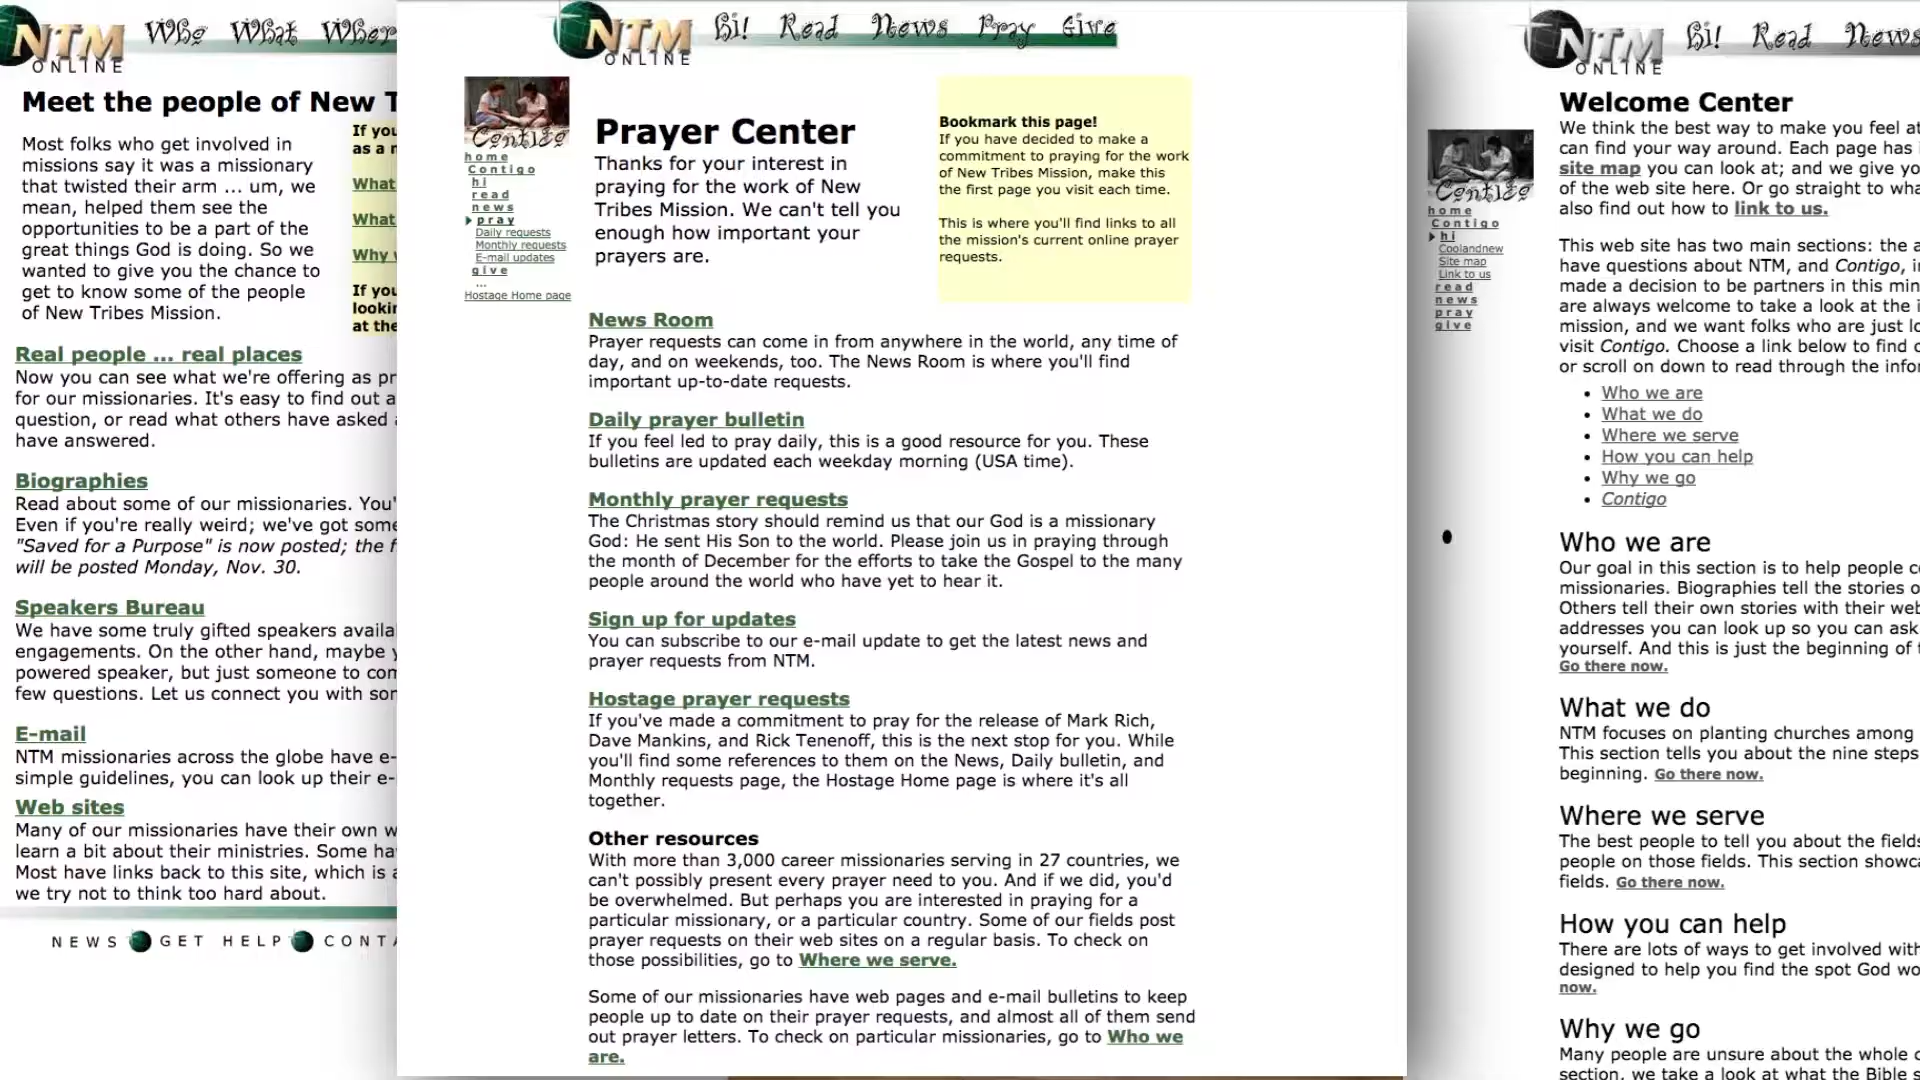 NTM
ONLINE
Who What Wher
Meet the people of New T
Most folks who get involved in
missions say it was a missionary
that twisted their arm ... um, we
mean, helped them see the
opportunities to be a part of the
great things God is doing. So we
wanted to give you the chance to
get to know some of the people
of New Tribes Mission.
If you
as a
What
What
Why
If you
lookin
at the
Real people ... real places
Now you can see what we're offering as pr
for our missionaries. It's easy to find out a
question, or read what others have asked
have answered.
Biographies
Read about some of our missionaries. You'
Even if you're really weird; we've got some
"Saved for a Purpose" is now posted; the f
will be posted Monday, Nov. 30.
Speakers Bureau
We have some truly gifted speakers availa
engagements. On the other hand, maybe y
powered speaker, but just someone to com
few questions. Let us connect you with som
E-mail
NTM missionaries across the globe have e-
simple guidelines, you can look up their e-
Web sites
Many of our missionaries have their own w
learn a bit about their ministries. Some ha
Most have links back to this site, which is a
we try not to think too hard about.
NEWS GET HELP CONTA
NTM
ONLINE
Hi! Read News Pray Give
Contigo
home
Contigo
hi
read
news
pray
Daily requests
Monthly requests
E-mail updates
give
...
Hostage Home page
Prayer Center
Thanks for your interest in
praying for the work of New
Tribes Mission. We can't tell you
enough how important your
prayers are.
Bookmark this page!
If you have decided to make a
commitment to praying for the work
of New Tribes Mission, make this
the first page you visit each time.
This is where you'll find links to all
the mission's current online prayer
requests.
News Room
Prayer requests can come in from anywhere in the world, any time of
day, and on weekends, too. The News Room is where you'll find
important up-to-date requests.
Daily prayer bulletin
If you feel led to pray daily, this is a good resource for you. These
bulletins are updated each weekday morning (USA time).
Monthly prayer requests
The Christmas story should remind us that our God is a missionary
God: He sent His Son to the world. Please join us in praying through
the month of December for the efforts to take the Gospel to the many
people around the world who have yet to hear it.
Sign up for updates
You can subscribe to our e-mail update to get the latest news and
prayer requests from NTM.
Hostage prayer requests
If you've made a commitment to pray for the release of Mark Rich,
Dave Mankins, and Rick Tenenoff, this is the next stop for you. While
you'll find some references to them on the News, Daily bulletin, and
Monthly requests page, the Hostage Home page is where it's all
together.
Other resources
With more than 3,000 career missionaries serving in 27 countries, we
can't possibly present every prayer need to you. And if we did, you'd
be overwhelmed. But perhaps you are interested in praying for a
particular missionary, or a particular country. Some of our fields post
prayer requests on their web sites on a regular basis. To check on
those possibilities, go to Where we serve.
Some of our missionaries have web pages and e-mail bulletins to keep
people up to date on their prayer requests, and almost all of them send
out prayer letters. To check on particular missionaries, go to Who we
are.
NTM
ONLINE
Hi! Read News
Contigo
home
Contigo
hi
Coolandnew
Site map
Link to us
read
news
pray
give
Welcome Center
We think the best way to make you feel at
can find your way around. Each page has
site map you can look at; and we give yo
of the web site here. Or go straight to wha
also find out how to link to us.
This web site has two main sections: the a
have questions about NTM, and Contigo, i
made a decision to be partners in this min
are always welcome to take a look at the i
mission, and we want folks who are just lo
visit Contigo. Choose a link below to find o
or scroll on down to read through the infor
• Who we are
• What we do
• Where we serve
• How you can help
• Why we go
• Contigo
Who we are
Our goal in this section is to help people c
missionaries. Biographies tell the stories o
Others tell their own stories with their web
addresses you can look up so you can ask
yourself. And this is just the beginning of t
Go there now.
What we do
NTM focuses on planting churches among
This section tells you about the nine steps
beginning. Go there now.
Where we serve
The best people to tell you about the fields
people on those fields. This section showca
fields. Go there now.
How you can help
There are lots of ways to get involved with
designed to help you find the spot God wo
now.
Why we go
Many people are unsure about the whole c
section, we take a look at what the Bible s